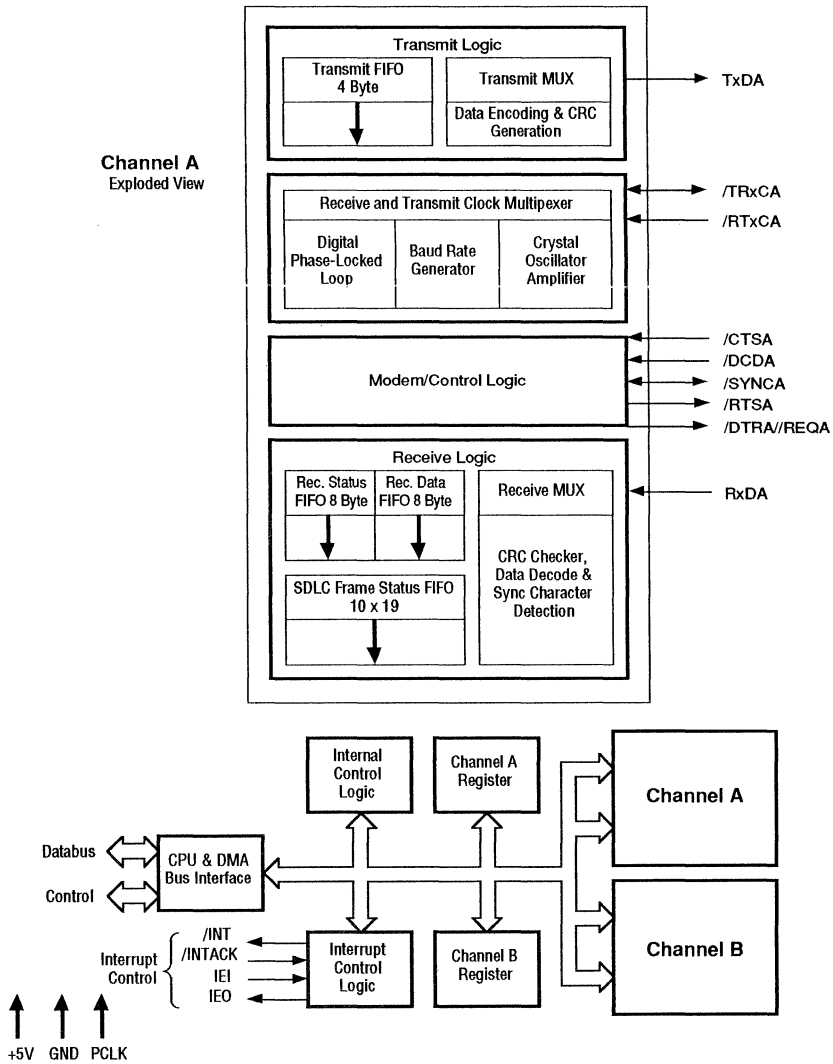 Transmit Logic
Transmit FIFO
4 Byte
Transmit MUX
Data Encoding & CRC
Generation
TxDA
Channel A
Exploded View
Receive and Transmit Clock Multipexer
Digital
Phase-Locked
Loop
Baud Rate
Generator
Crystal
Oscillator
Amplifier
/TRxCA
/RTxCA
Modem/Control Logic
/CTSA
/DCDA
/SYNCA
/RTSA
/DTRA//REQA
Receive Logic
Rec. Status
FIFO 8 Byte
Rec. Data
FIFO 8 Byte
Receive MUX
RxDA
CRC Checker,
Data Decode &
Sync Character
Detection
SDLC Frame Status FIFO
10 x 19
Internal
Control
Logic
Channel A
Register
Channel A
Databus
Control
CPU & DMA
Bus Interface
Interrupt
Control
/INT
/INTACK
IEI
IEO
Interrupt
Control
Logic
Channel B
Register
Channel B
+5V GND PCLK